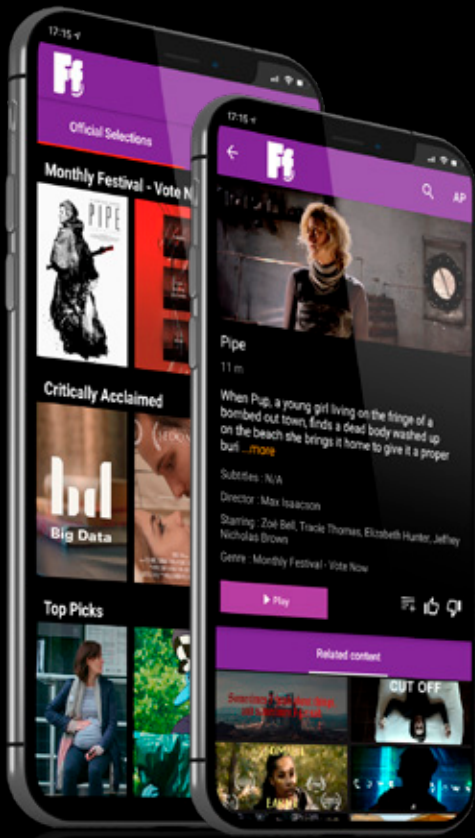 17:15
Ff
Official Selections
Monthly Festival - Vote N
PIPE
Critically Acclaimed
bd
Big Data
Top Picks
17:15
Ff
AP
Pipe
11 m
When Pup, a young girl living on the fringe of a
bombed out town, finds a dead body washed up
on the beach she brings it home to give it a proper
buri ...more
Subtitles : N/A
Director : Max Isaacson
Starring : Zoë Bell, Tracie Thomas, Elizabeth Hunter, Jeffrey
Nicholas Brown
Genre : Monthly Festival - Vote Now
Play
Related content
CUT OFF